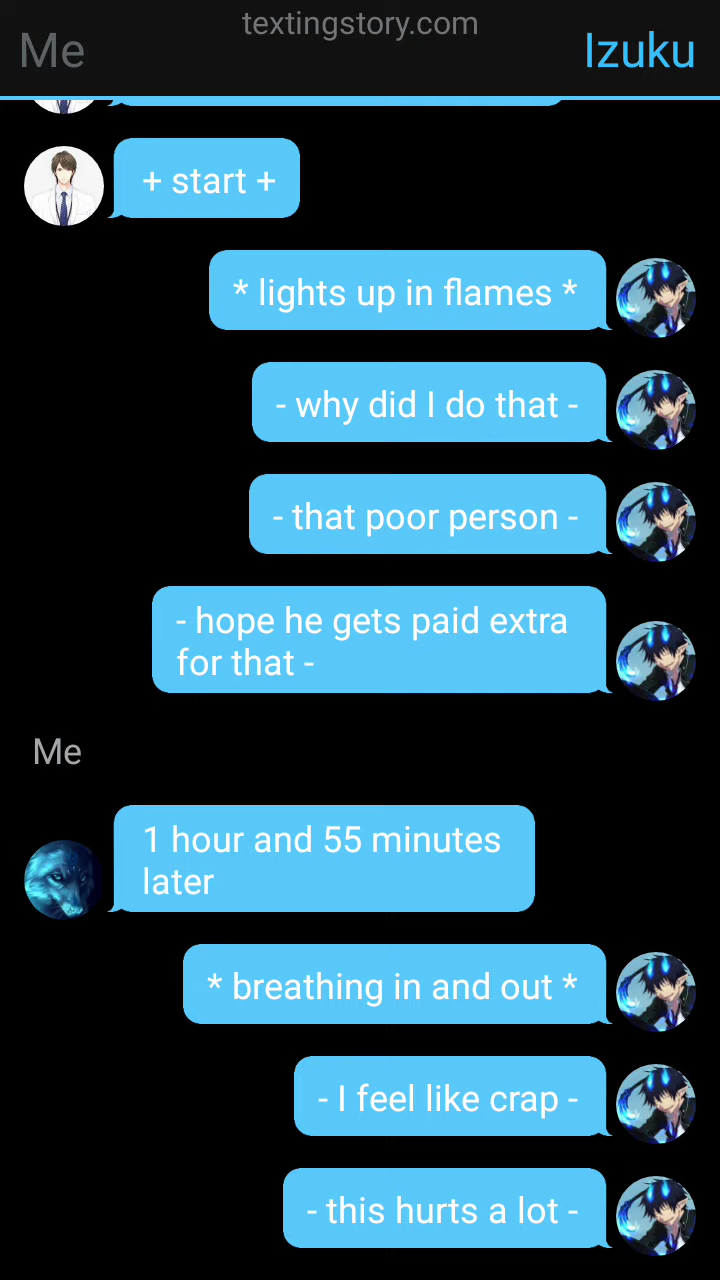 textingstory.com
Me
Izuku
+ start +
* lights up in flames *
- why did I do that -
- that poor person -
- hope he gets paid extra
for that -
Me
1 hour and 55 minutes
later
* breathing in and out *
- I feel like crap -
- this hurts a lot -